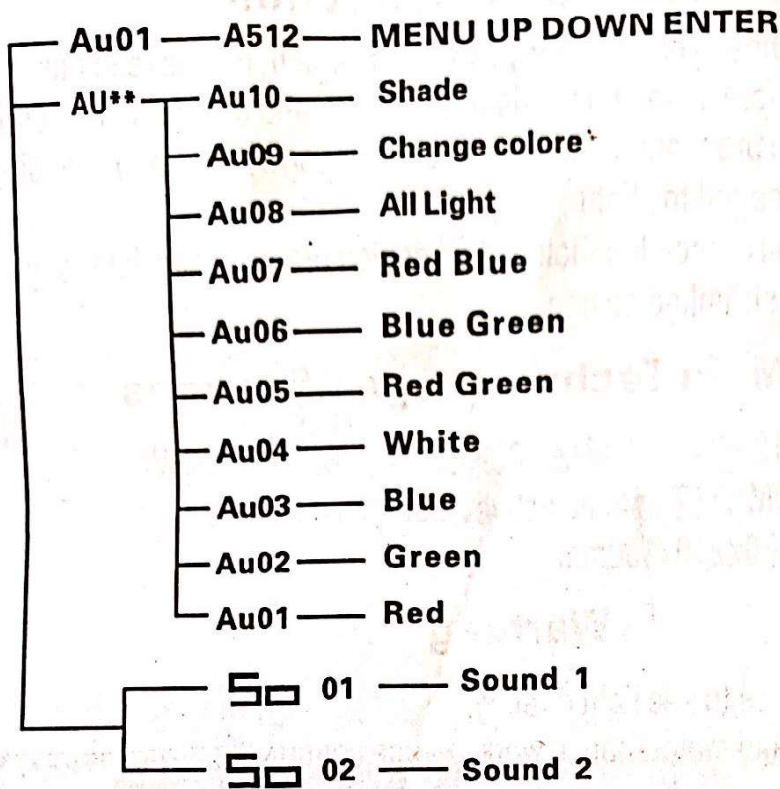 Au01 A512 MENU UP DOWN ENTER
AU** Au10 Shade
Au09 Change colore
Au08 All Light
Au07 Red Blue
Au06 Blue Green
Au05 Red Green
Au04 White
Au03 Blue
Au02 Green
Au01 Red
So 01 Sound 1
So 02 Sound 2